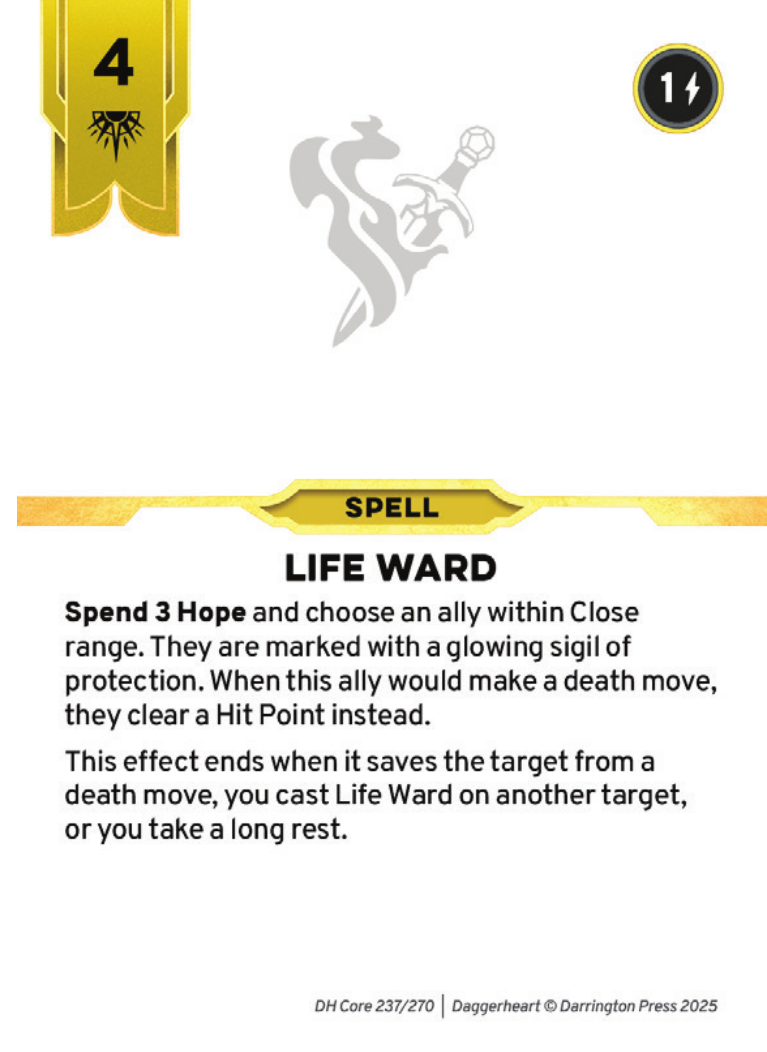 4
1
SPELL
LIFE WARD
Spend 3 Hope and choose an ally within Close
range. They are marked with a glowing sigil of
protection. When this ally would make a death move,
they clear a Hit Point instead.
This effect ends when it saves the target from a
death move, you cast Life Ward on another target,
or you take a long rest.
DH Core 237/270 | Daggerheart © Darrington Press 2025